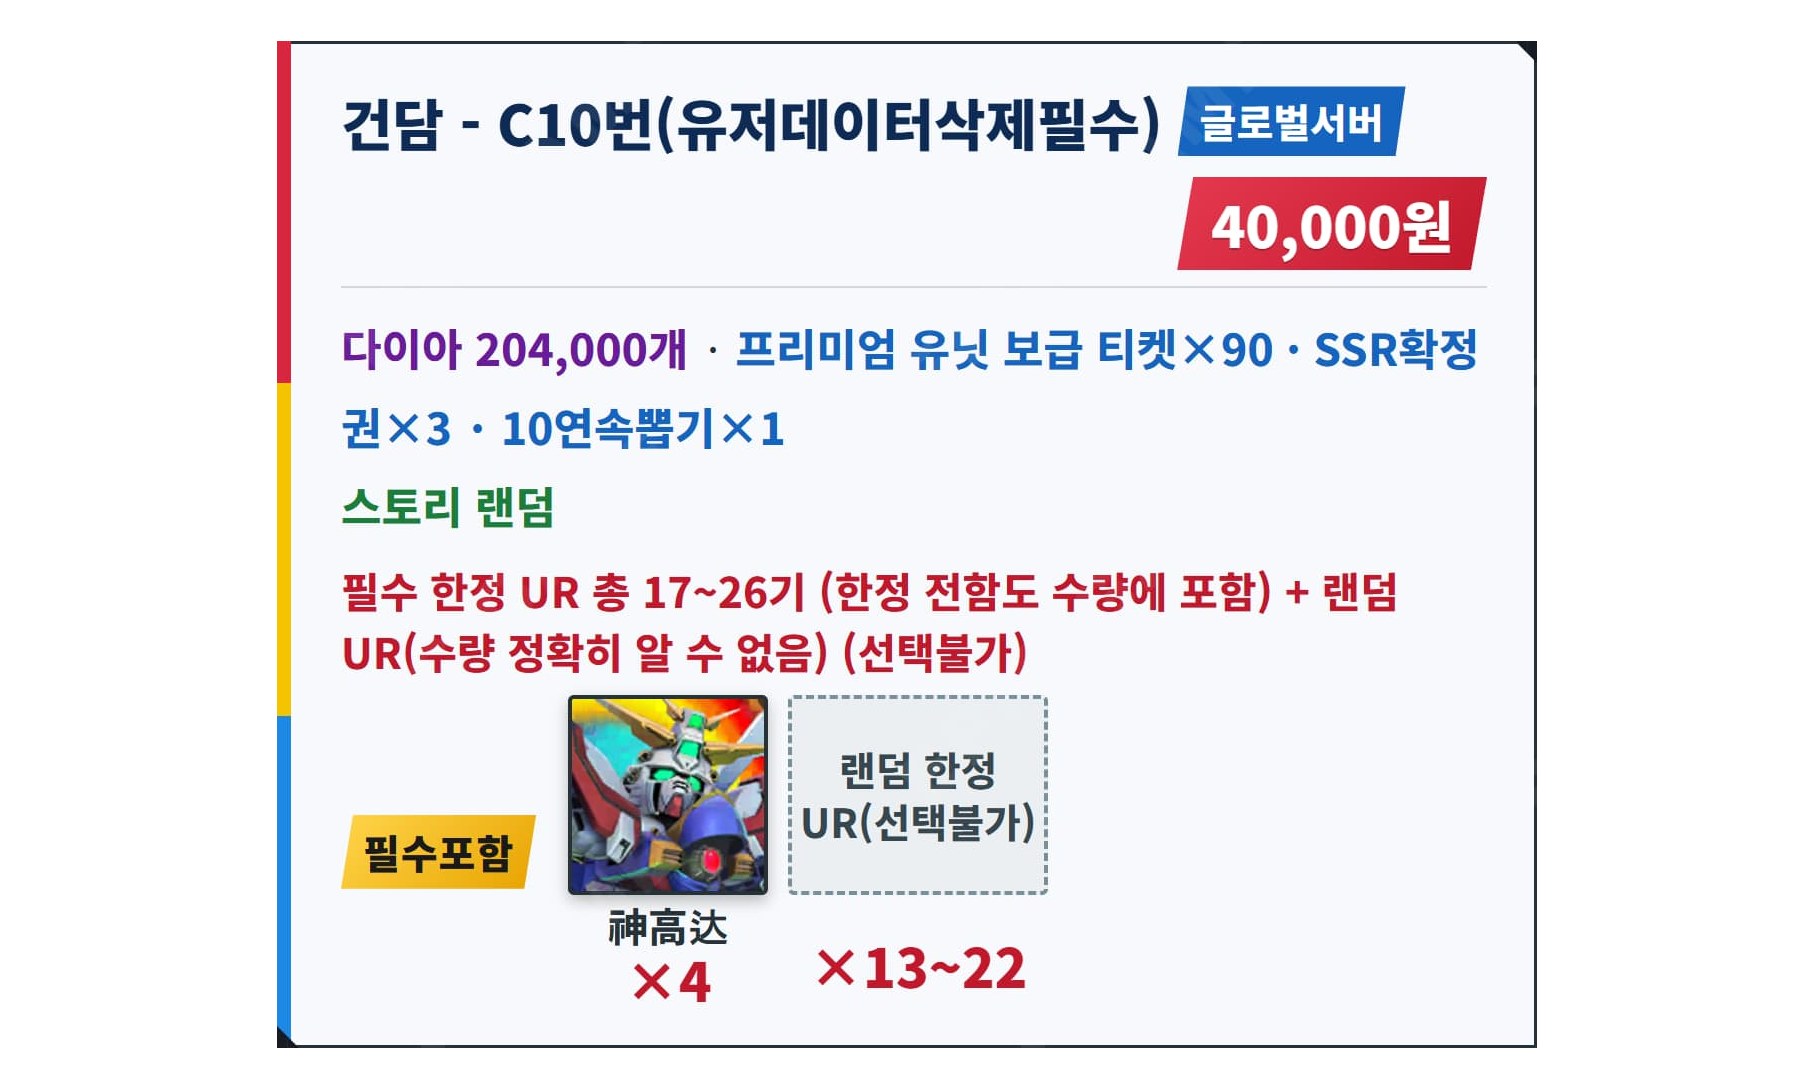 건담 - C10번(유저데이터삭제필수) 글로벌서버
40,000원
다이아 204,000개 · 프리미엄 유닛 보급 티켓×90 · SSR확정
권×3 · 10연속뽑기×1
스토리 랜덤
필수 한정 UR 총 17~26기 (한정 전함도 수량에 포함) + 랜덤
UR(수량 정확히 알 수 없음) (선택불가)
필수포함
神高达
×4
랜덤 한정
UR(선택불가)
×13~22